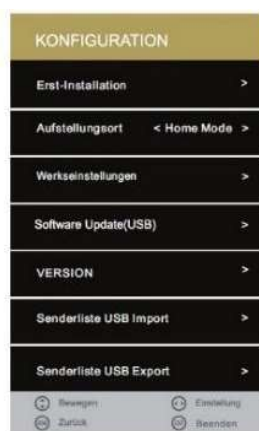 KONFIGURATION
Erst-Installation >
Aufstellungsort < Home Mode >
Werkseinstellungen >
Software Update(USB) >
VERSION >
Senderliste USB Import >
Senderliste USB Export >
Bewegen Einstellung
Zurück Beenden